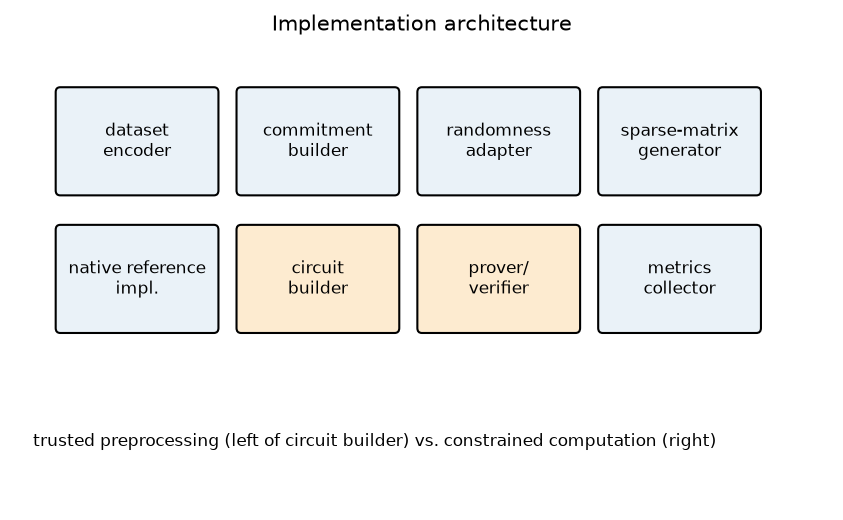 Implementation architecture
dataset
encoder
commitment
builder
randomness
adapter
sparse-matrix
generator
native reference
impl.
circuit
builder
prover/
verifier
metrics
collector
trusted preprocessing (left of circuit builder) vs. constrained computation (right)